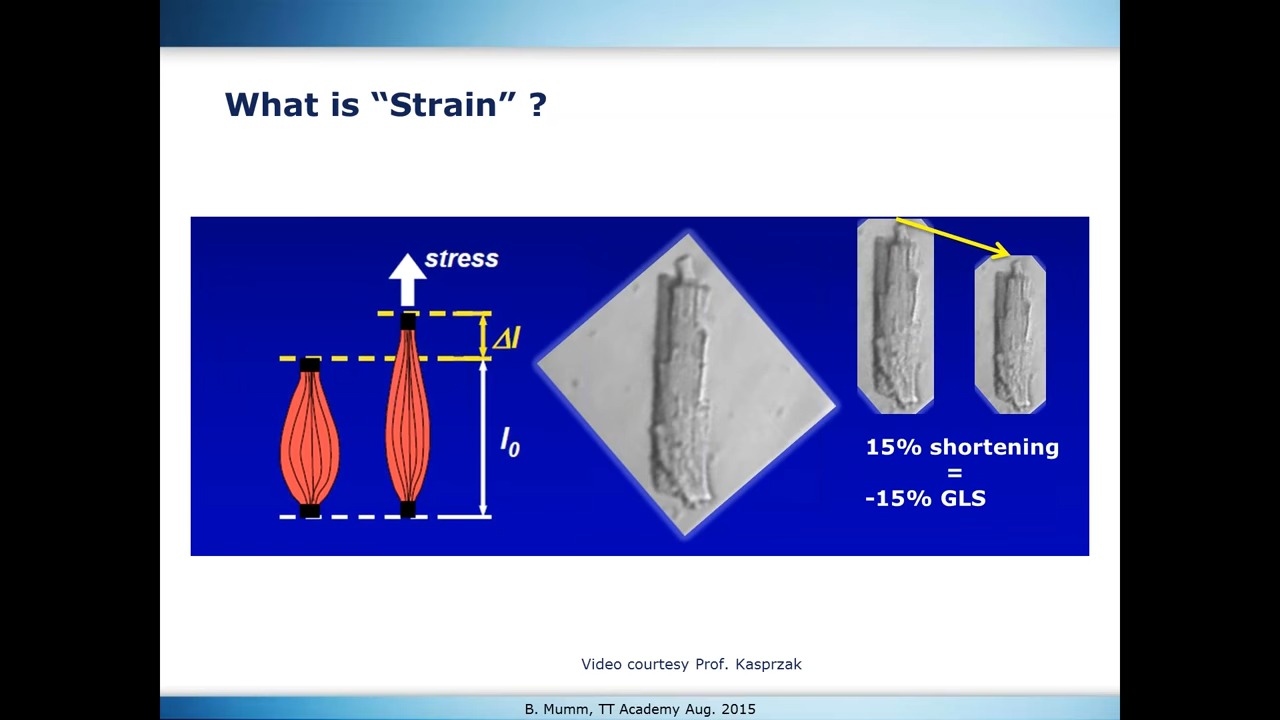 What is “Strain” ?
stress
Δl
l0
15% shortening
=
-15% GLS
Video courtesy Prof. Kasprzak
B. Mumm, TT Academy Aug. 2015